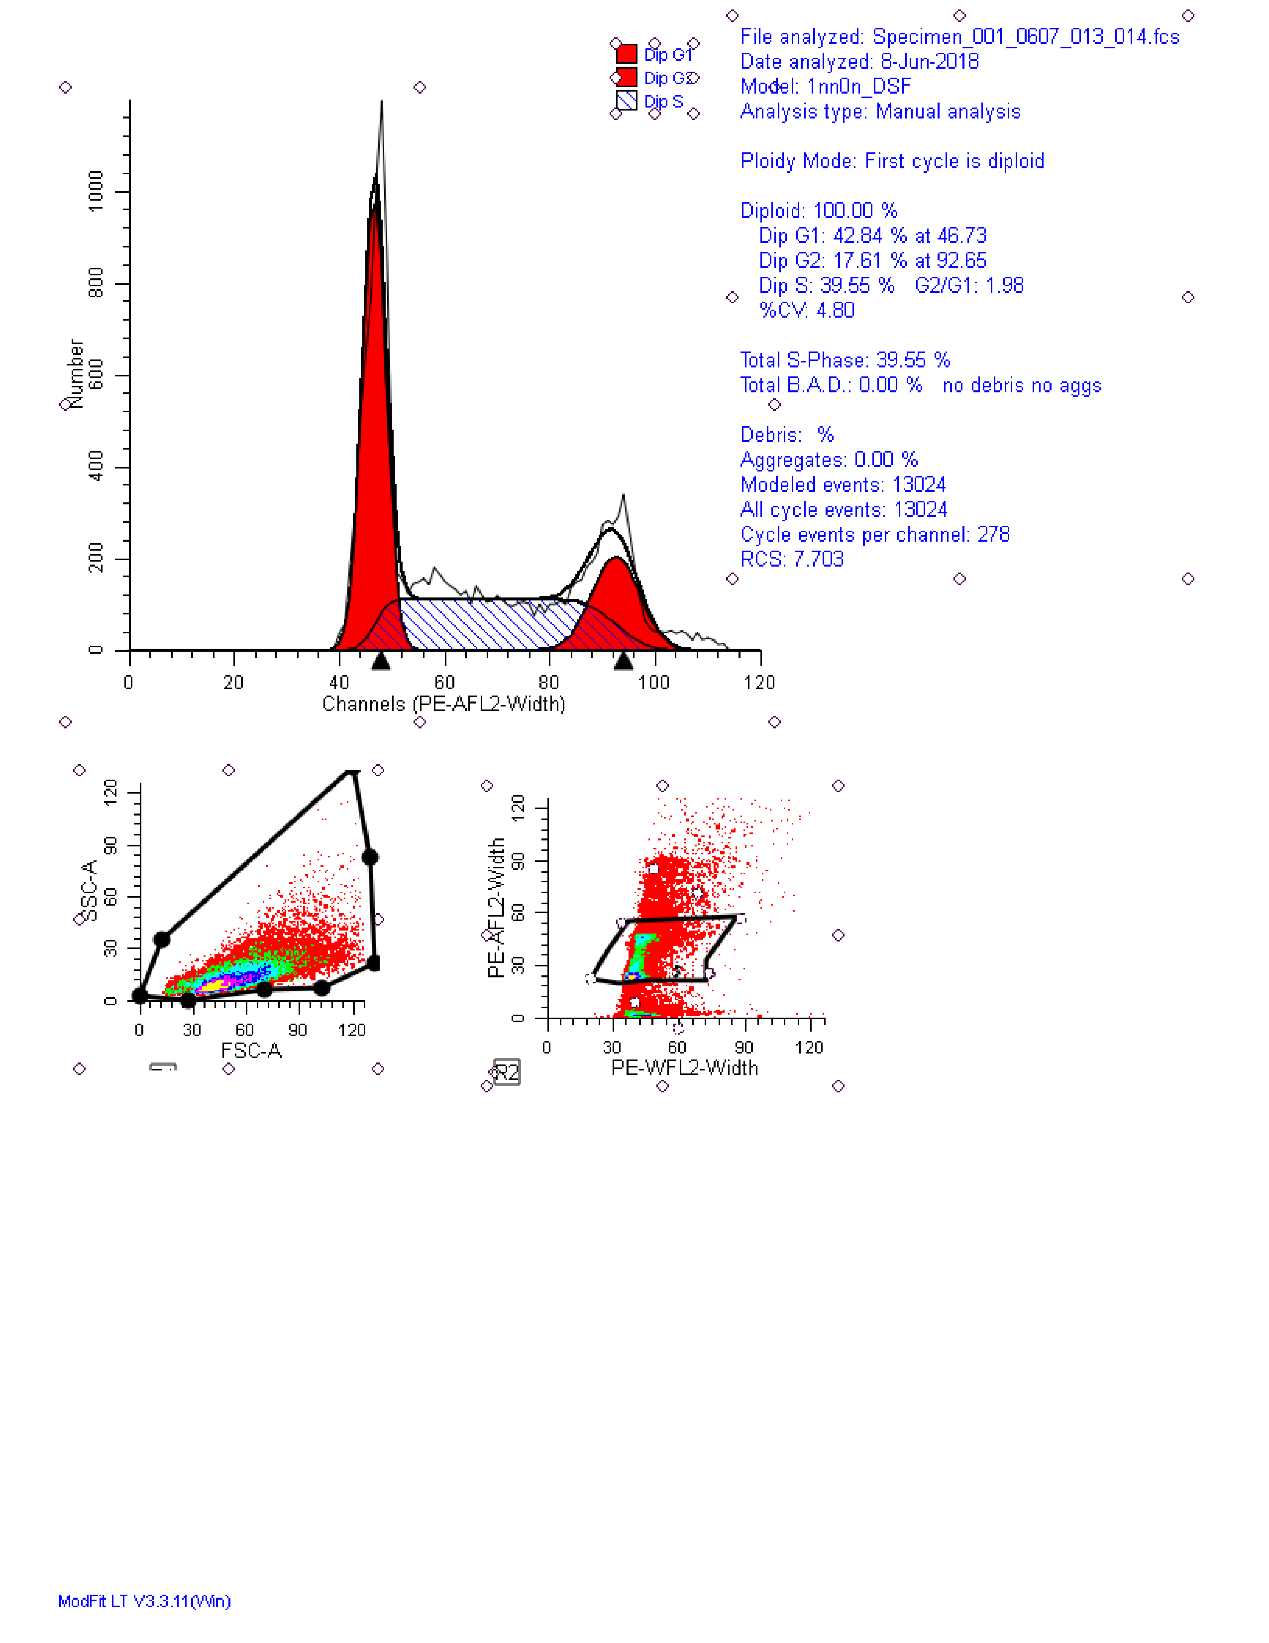 Dip G1
Dip G2
Dip S
File analyzed: Specimen_001_0607_013_014.fcs
Date analyzed: 8-Jun-2018
Model: 1nn0n_DSF
Analysis type: Manual analysis
Ploidy Mode: First cycle is diploid
Diploid: 100.00 %
Dip G1: 42.84 % at 46.73
Dip G2: 17.61 % at 92.65
Dip S: 39.55 % G2/G1: 1.98
%CV: 4.80
Total S-Phase: 39.55 %
Total B.A.D.: 0.00 % no debris no aggs
Debris: %
Aggregates: 0.00 %
Modeled events: 13024
All cycle events: 13024
Cycle events per channel: 278
RCS: 7.703
Number
1000
800
600
400
200
0
0 20 40 60 80 100 120
Channels (PE-AFL2-Width)
SSC-A
120
90
60
30
0
0 30 60 90 120
FSC-A
PE-AFL2-Width
120
90
60
30
0
0 30 60 90 120
PE-WFL2-Width
R2
ModFit LT V3.3.11(Win)